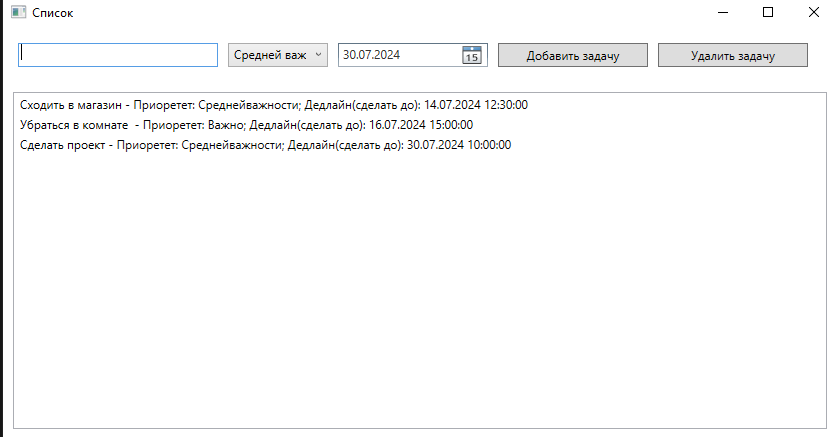 Список
Средней важ
30.07.2024
15
Добавить задачу
Удалить задачу
Сходить в магазин - Приоретет: Среднейважности; Дедлайн(сделать до): 14.07.2024 12:30:00
Убраться в комнате  - Приоретет: Важно; Дедлайн(сделать до): 16.07.2024 15:00:00
Сделать проект - Приоретет: Среднейважности; Дедлайн(сделать до): 30.07.2024 10:00:00